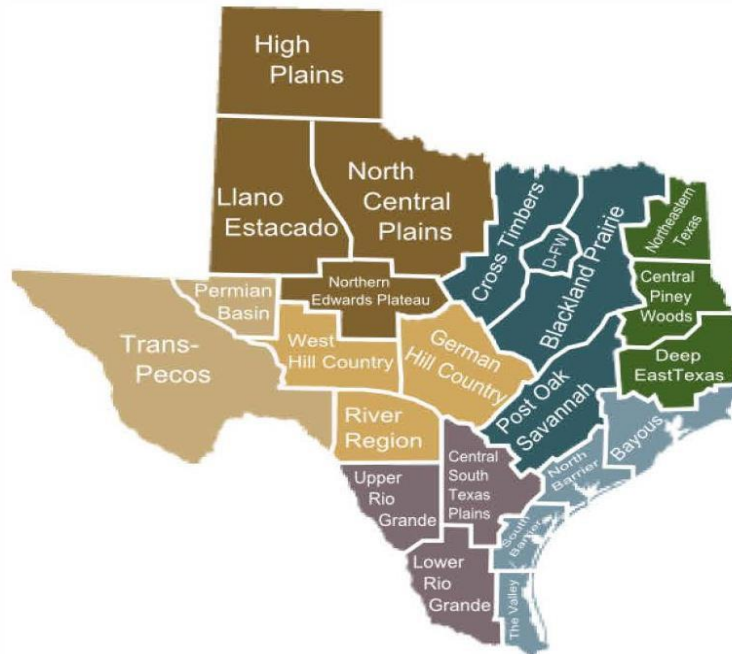 High
Plains
Llano
Estacado
North
Central
Plains
Cross Timbers
D-FW
Blackland Prairie
Northeastern
Texas
Northern
Edwards Plateau
Permian
Basin
Central
Piney
Woods
Trans-
Pecos
West
Hill Country
German
Hill Country
Deep
EastTexas
Post Oak
Savannah
River
Region
Bayous
North
Barrier
Central
South
Texas
Plains
Upper
Rio
Grande
South
Barrier
Lower
Rio
Grande
The Valley